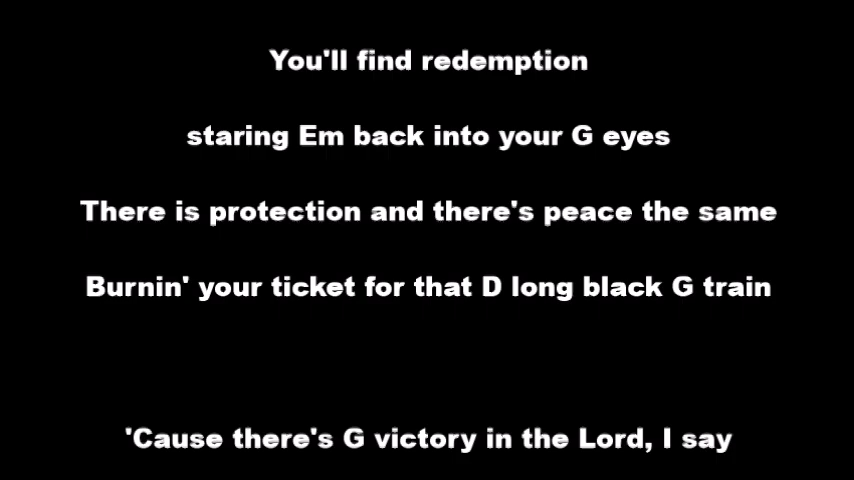 You'll find redemption
staring Em back into your G eyes
There is protection and there's peace the same
Burnin' your ticket for that D long black G train
'Cause there's G victory in the Lord, I say